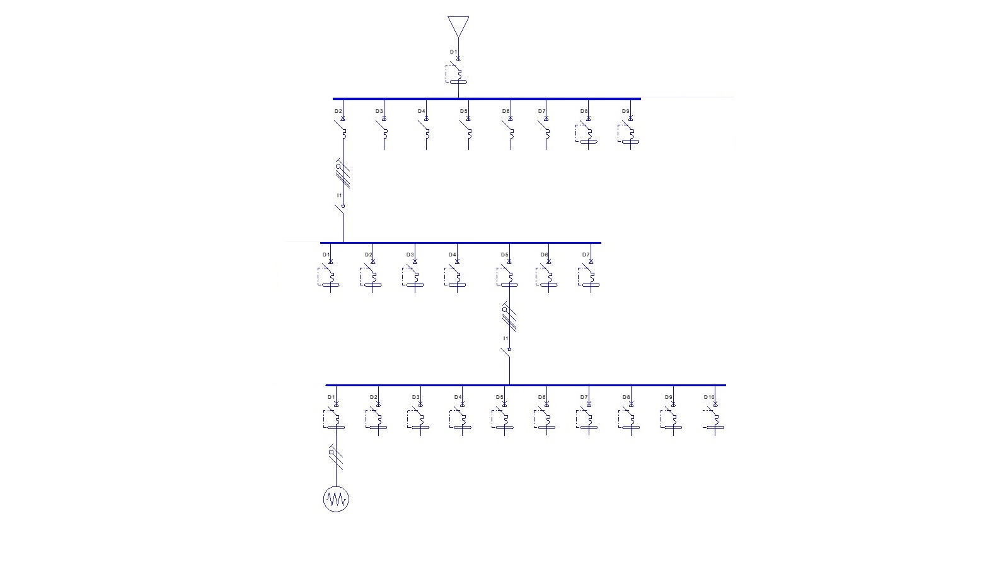 D1
D2 D3 D4 D5 D6 D7 D8 D9
I1
D1 D2 D3 D4 D5 D6 D7
I1
D1 D2 D3 D4 D5 D6 D7 D8 D9 D10